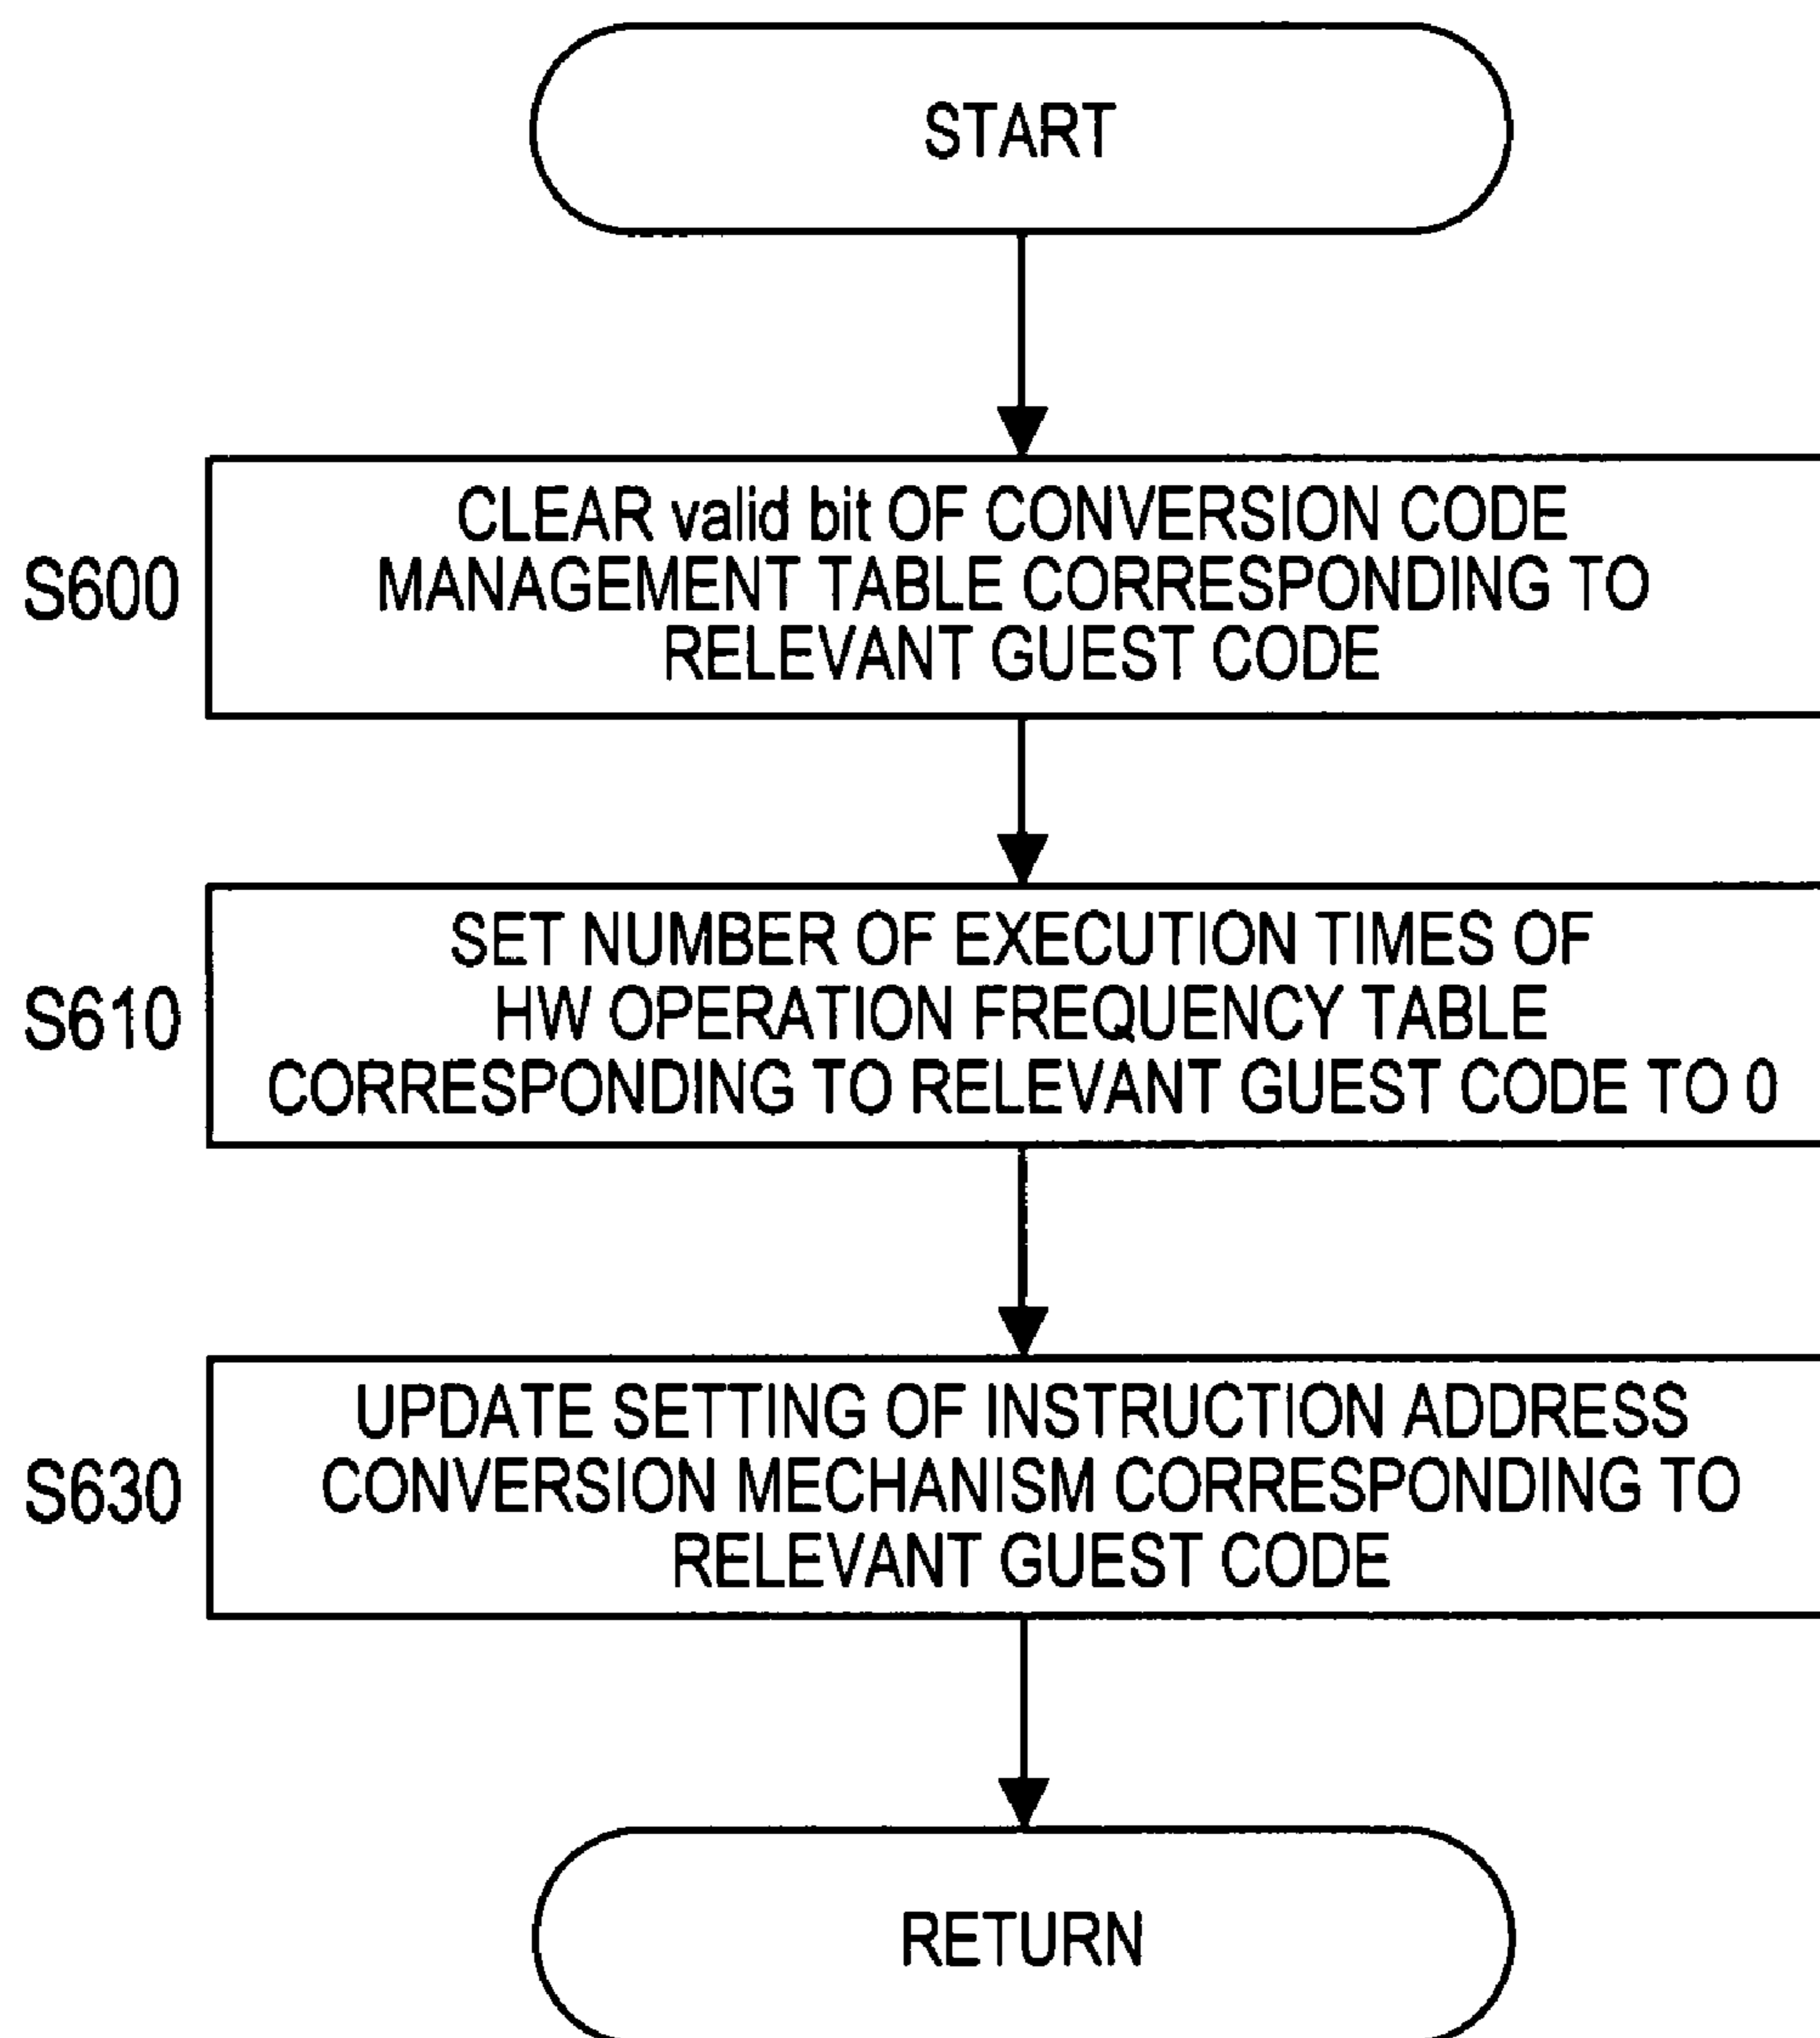 START
S600
CLEAR valid bit OF CONVERSION CODE
MANAGEMENT TABLE CORRESPONDING TO
RELEVANT GUEST CODE
S610
SET NUMBER OF EXECUTION TIMES OF
HW OPERATION FREQUENCY TABLE
CORRESPONDING TO RELEVANT GUEST CODE TO 0
S630
UPDATE SETTING OF INSTRUCTION ADDRESS
CONVERSION MECHANISM CORRESPONDING TO
RELEVANT GUEST CODE
RETURN